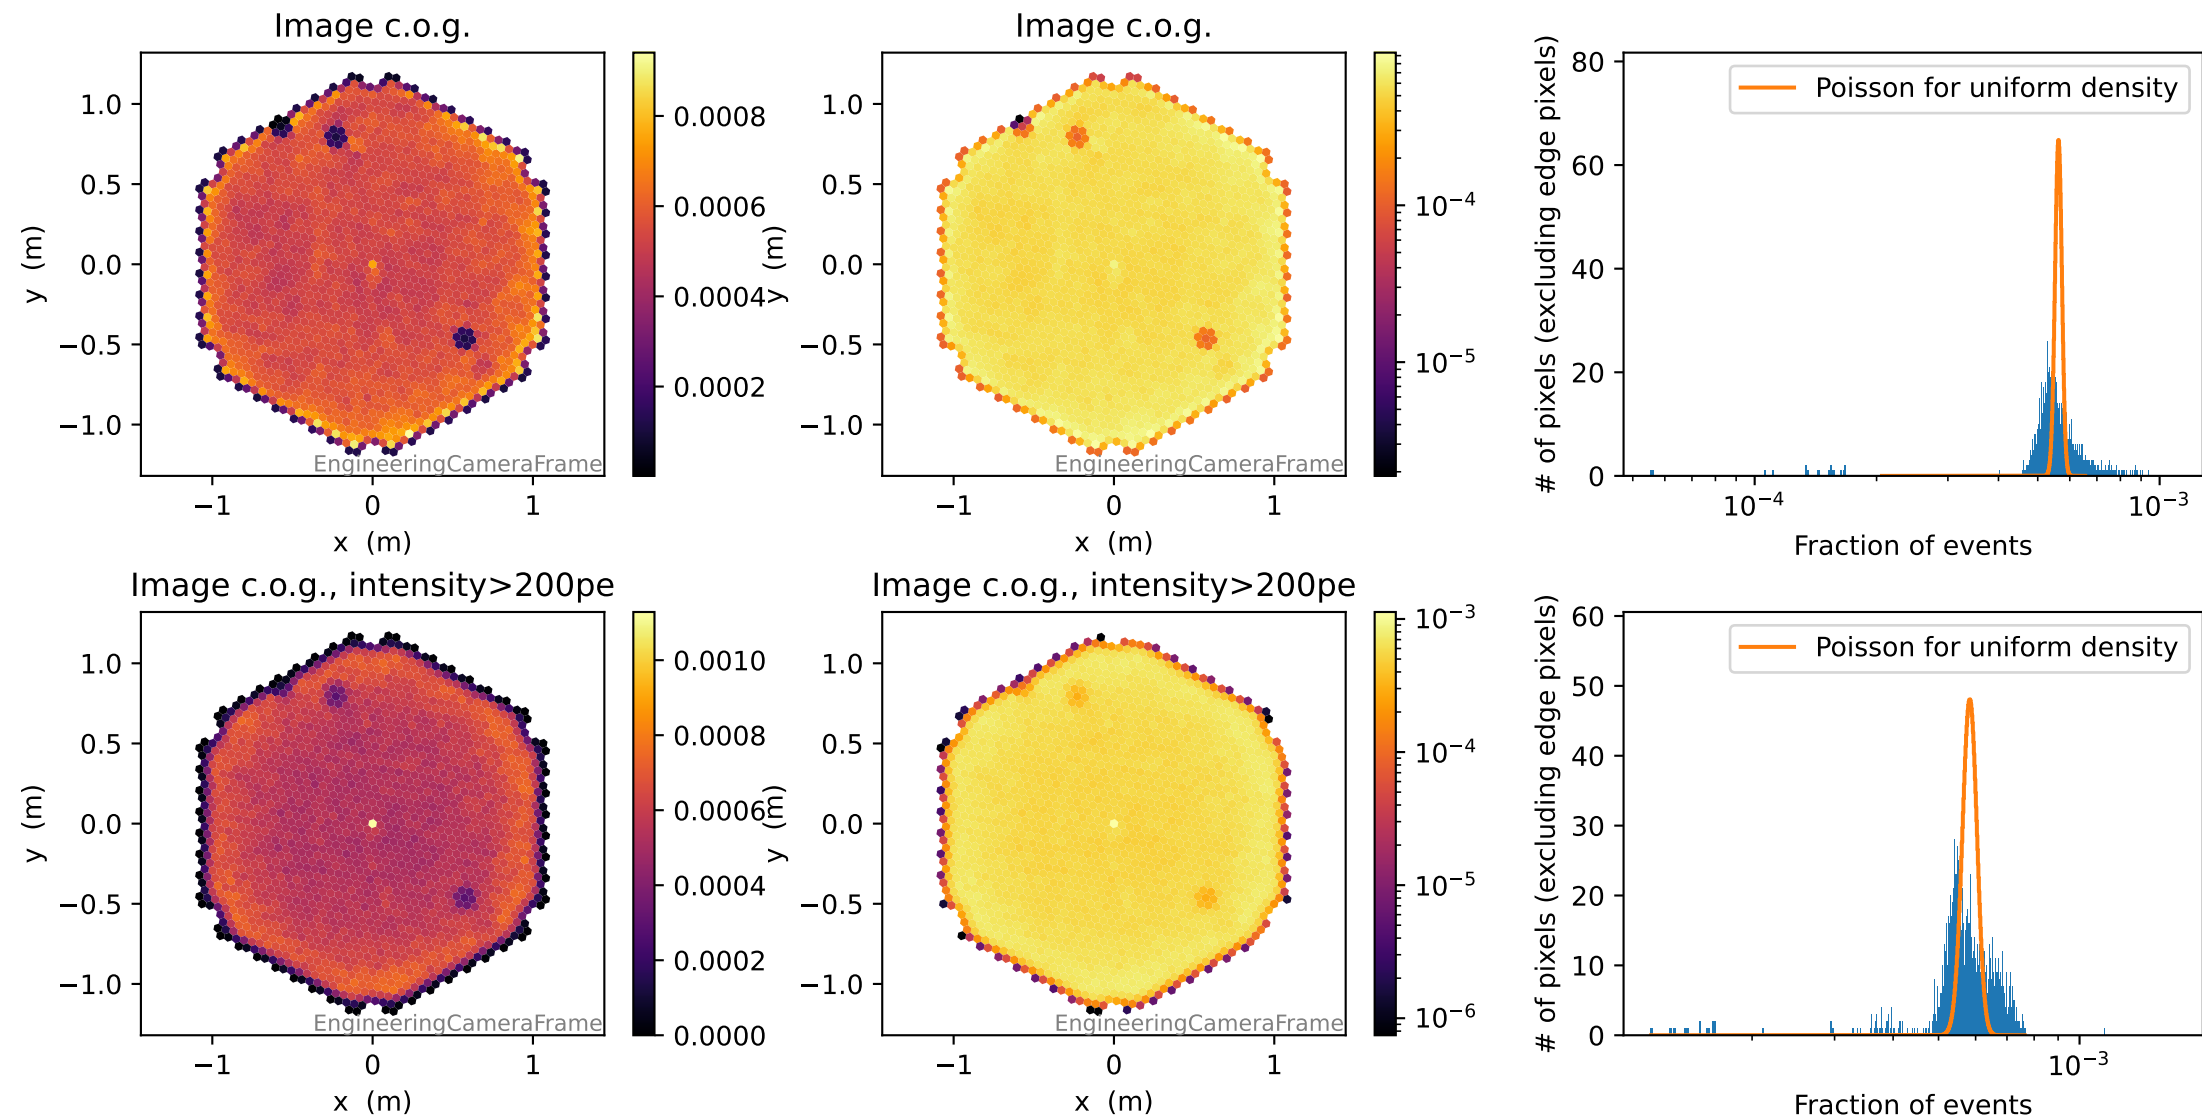 Image c.o.g.
1.0
0.5
0.0
−0.5
−1.0
y (m)
−1
0
1
x (m)
EngineeringCameraFrame
0.0008
0.0006
0.0004
0.0002
Image c.o.g.
1.0
0.5
0.0
−0.5
−1.0
y (m)
−1
0
1
x (m)
EngineeringCameraFrame
10⁻⁴
10⁻⁵
80
60
40
20
0
# of pixels (excluding edge pixels)
Poisson for uniform density
10⁻⁴
10⁻³
Fraction of events
Image c.o.g., intensity>200pe
1.0
0.5
0.0
−0.5
−1.0
y (m)
−1
0
1
x (m)
EngineeringCameraFrame
0.0010
0.0008
0.0006
0.0004
0.0002
0.0000
Image c.o.g., intensity>200pe
1.0
0.5
0.0
−0.5
−1.0
y (m)
−1
0
1
x (m)
EngineeringCameraFrame
10⁻³
10⁻⁴
10⁻⁵
10⁻⁶
60
50
40
30
20
10
0
# of pixels (excluding edge pixels)
Poisson for uniform density
10⁻³
Fraction of events